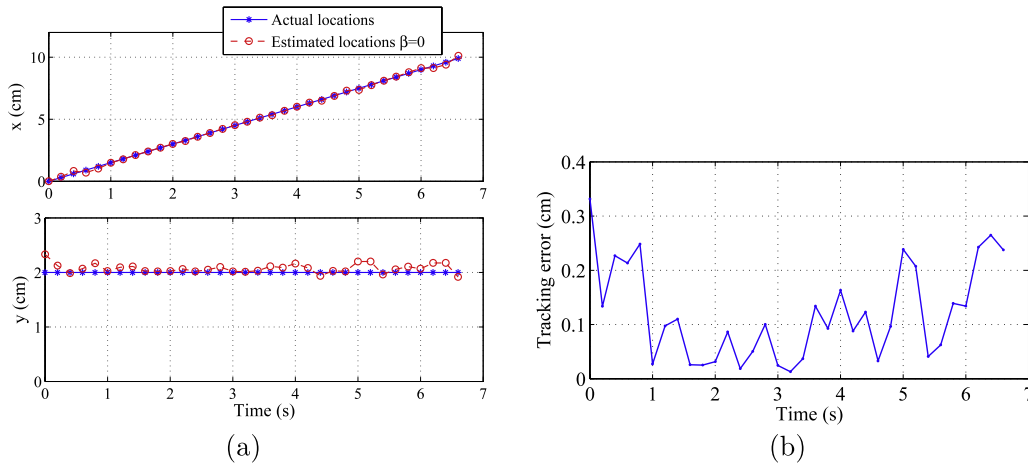 Actual locations
Estimated locations β=0
10
5
0
x (cm)
0 1 2 3 4 5 6 7
3
2
1
0
y (cm)
0 1 2 3 4 5 6 7
Time (s)
(a)
0.4
0.3
0.2
0.1
0
Tracking error (cm)
0 1 2 3 4 5 6 7
Time (s)
(b)